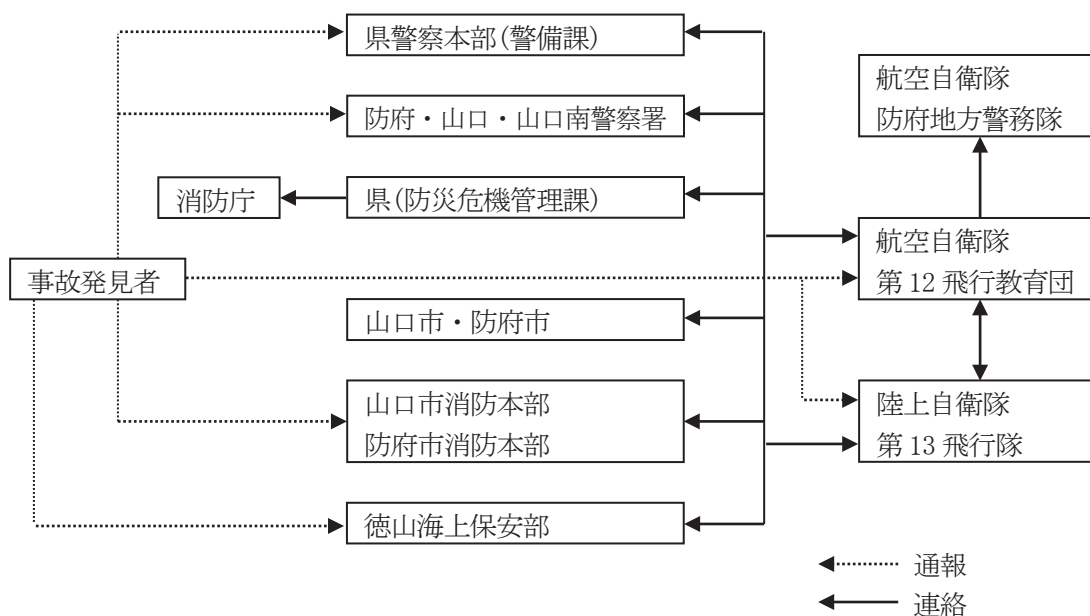 県警察本部(警備課)
航空自衛隊
防府地方警務隊
防府・山口・山口南警察署
消防庁
県(防災危機管理課)
航空自衛隊
第12飛行教育団
事故発見者
山口市・防府市
山口市消防本部
防府市消防本部
陸上自衛隊
第13飛行隊
徳山海上保安部
通報
連絡